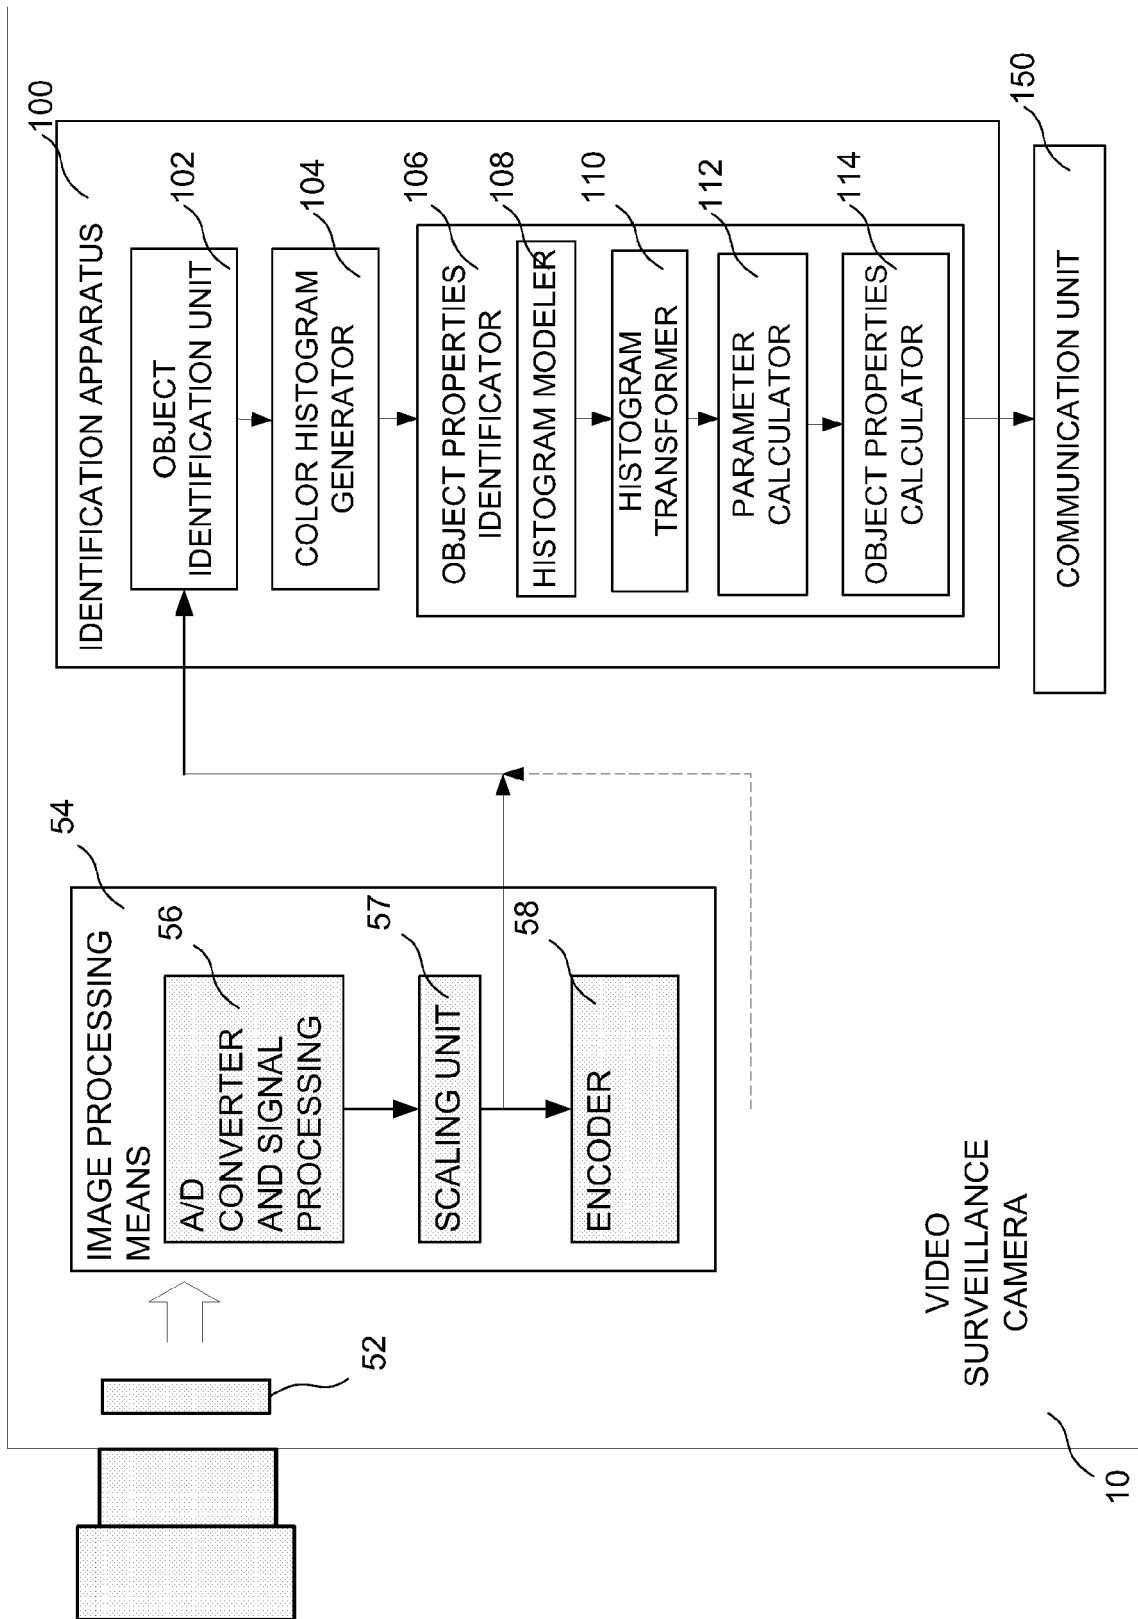 IMAGE PROCESSING
MEANS
54
A/D
CONVERTER
AND SIGNAL
PROCESSING
56
SCALING UNIT
57
ENCODER
58
52
VIDEO
SURVEILLANCE
CAMERA
10
IDENTIFICATION APPARATUS
100
OBJECT
IDENTIFICATION UNIT
102
COLOR HISTOGRAM
GENERATOR
104
OBJECT PROPERTIES
IDENTIFICATOR
106
HISTOGRAM MODELER
108
HISTOGRAM
TRANSFORMER
110
PARAMETER
CALCULATOR
112
OBJECT PROPERTIES
CALCULATOR
114
COMMUNICATION UNIT
150